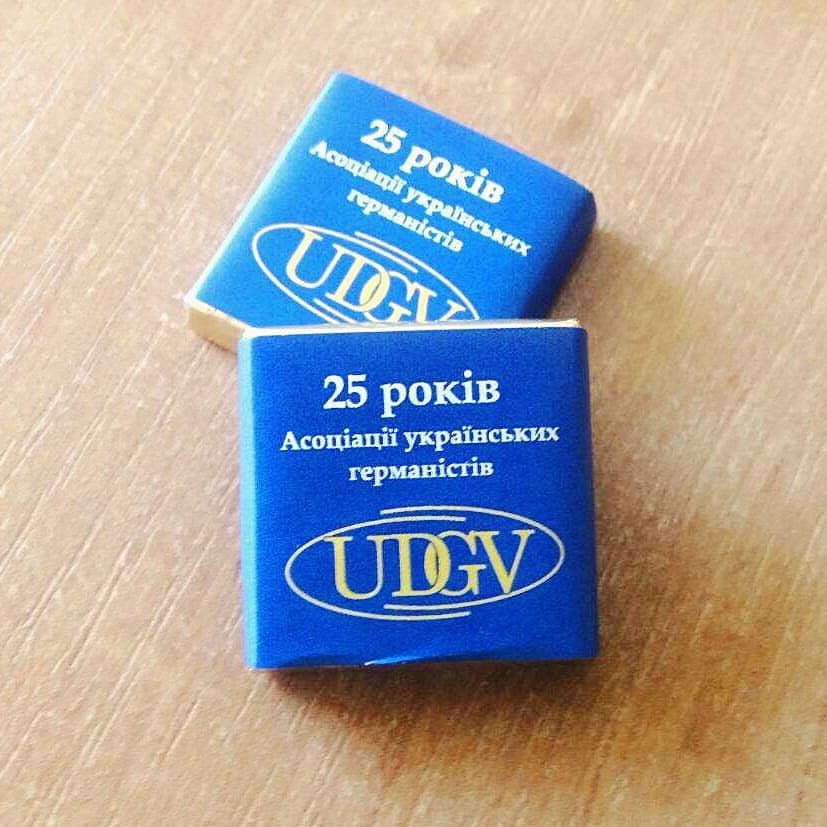 25 років
Асоціації українських
германістів
UDGV
25 років
Асоціації українських
германістів
UDGV